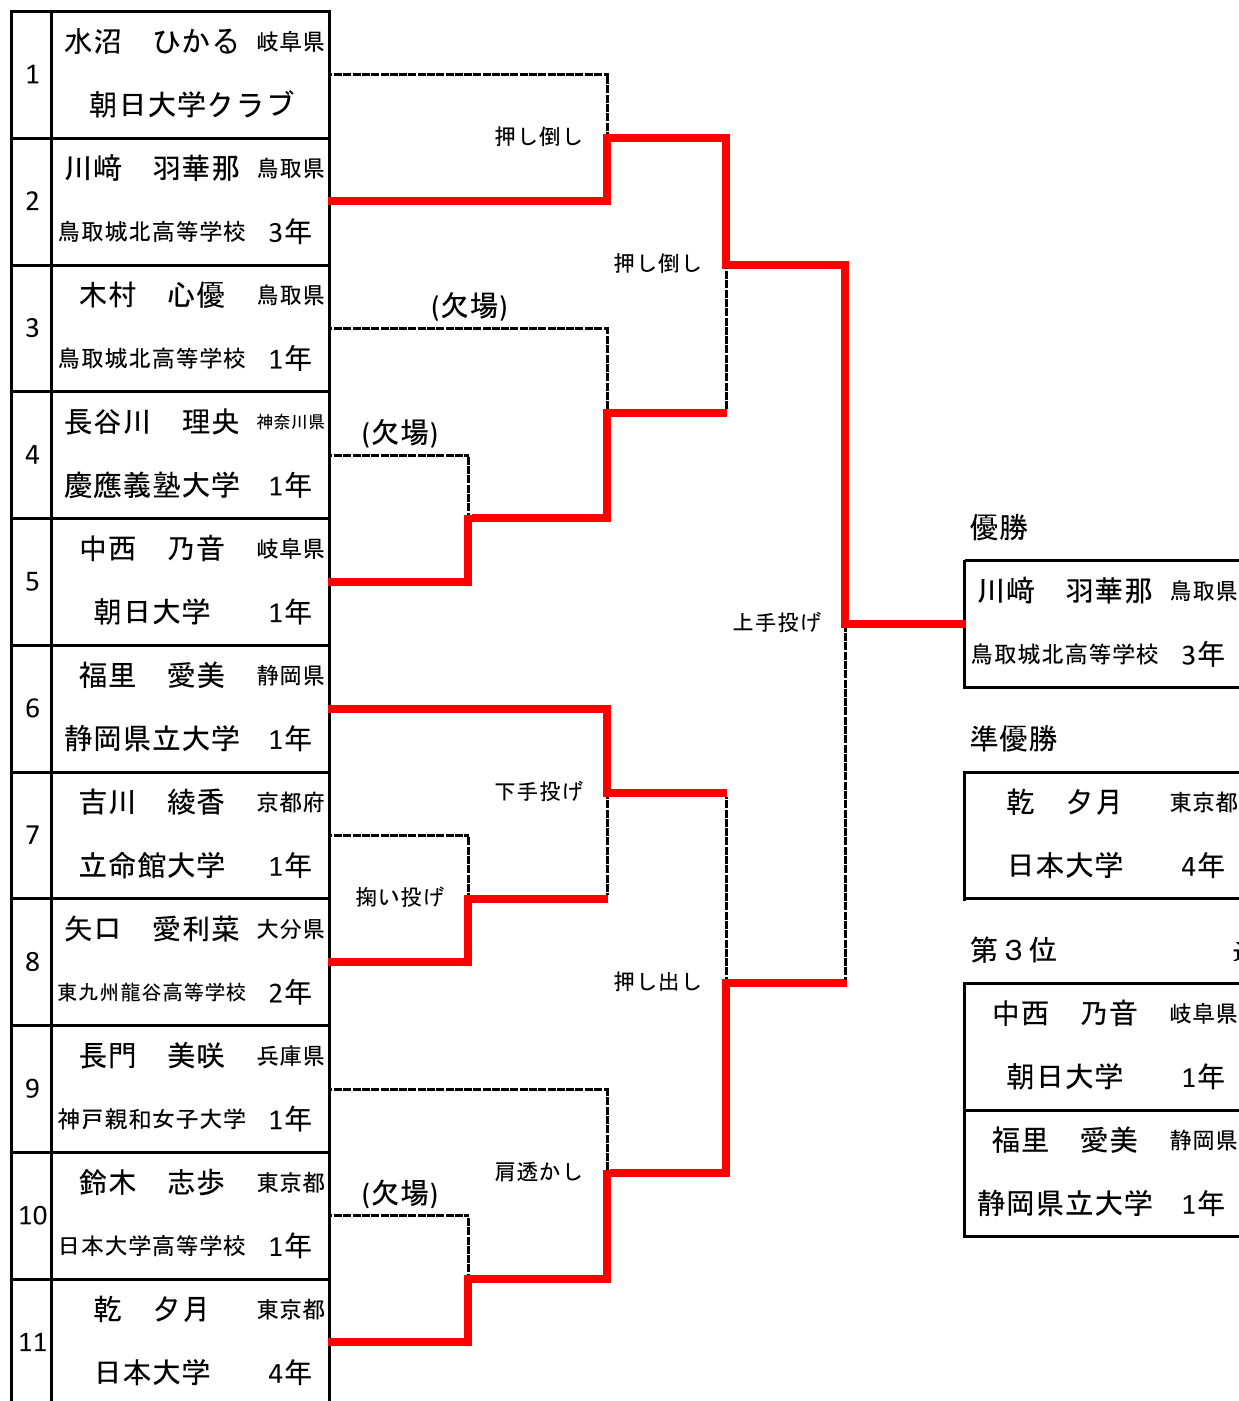 1
水沼　ひかる 岐阜県
朝日大学クラブ
2
川﨑　羽華那 鳥取県
鳥取城北高等学校 3年
3
木村　心優 鳥取県
鳥取城北高等学校 1年
4
長谷川　理央 神奈川県
慶應義塾大学 1年
5
中西　乃音 岐阜県
朝日大学 1年
6
福里　愛美 静岡県
静岡県立大学 1年
7
吉川　綾香 京都府
立命館大学 1年
8
矢口　愛利菜 大分県
東九州龍谷高等学校 2年
9
長門　美咲 兵庫県
神戸親和女子大学 1年
10
鈴木　志歩 東京都
日本大学高等学校 1年
11
乾　夕月 東京都
日本大学 4年
押し倒し
(欠場)
(欠場)
下手投げ
掬い投げ
肩透かし
(欠場)
押し倒し
押し出し
上手投げ
優勝
川﨑　羽華那 鳥取県
鳥取城北高等学校 3年
準優勝
乾　夕月 東京都
日本大学 4年
第３位
中西　乃音 岐阜県
朝日大学 1年
福里　愛美 静岡県
静岡県立大学 1年